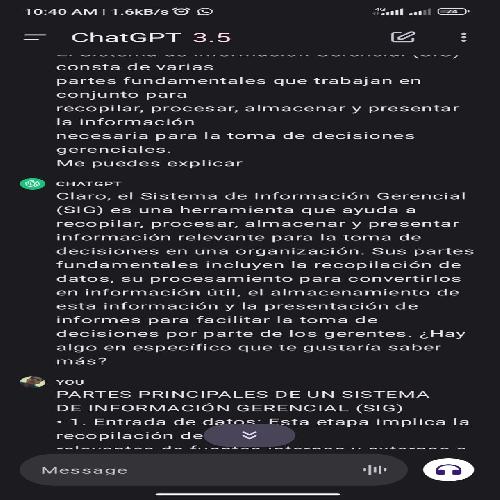 10:40 AM | 1.6kB/s
ChatGPT 3.5
El Sistema de Información Gerencial (SIG)
consta de varias
partes fundamentales que trabajan en
conjunto para
recopilar, procesar, almacenar y presentar
la información
necesaria para la toma de decisiones
gerenciales.
Me puedes explicar
CHATGPT
Claro, el Sistema de Información Gerencial
(SIG) es una herramienta que ayuda a
recopilar, procesar, almacenar y presentar
información relevante para la toma de
decisiones en una organización. Sus partes
fundamentales incluyen la recopilación de
datos, su procesamiento para convertirlos
en información útil, el almacenamiento de
esta información y la presentación de
informes para facilitar la toma de
decisiones por parte de los gerentes. ¿Hay
algo en específico que te gustaría saber
más?
YOU
PARTES PRINCIPALES DE UN SISTEMA
DE INFORMACIÓN GERENCIAL (SIG)
• 1. Entrada de datos: Esta etapa implica la
recopilación de
Message